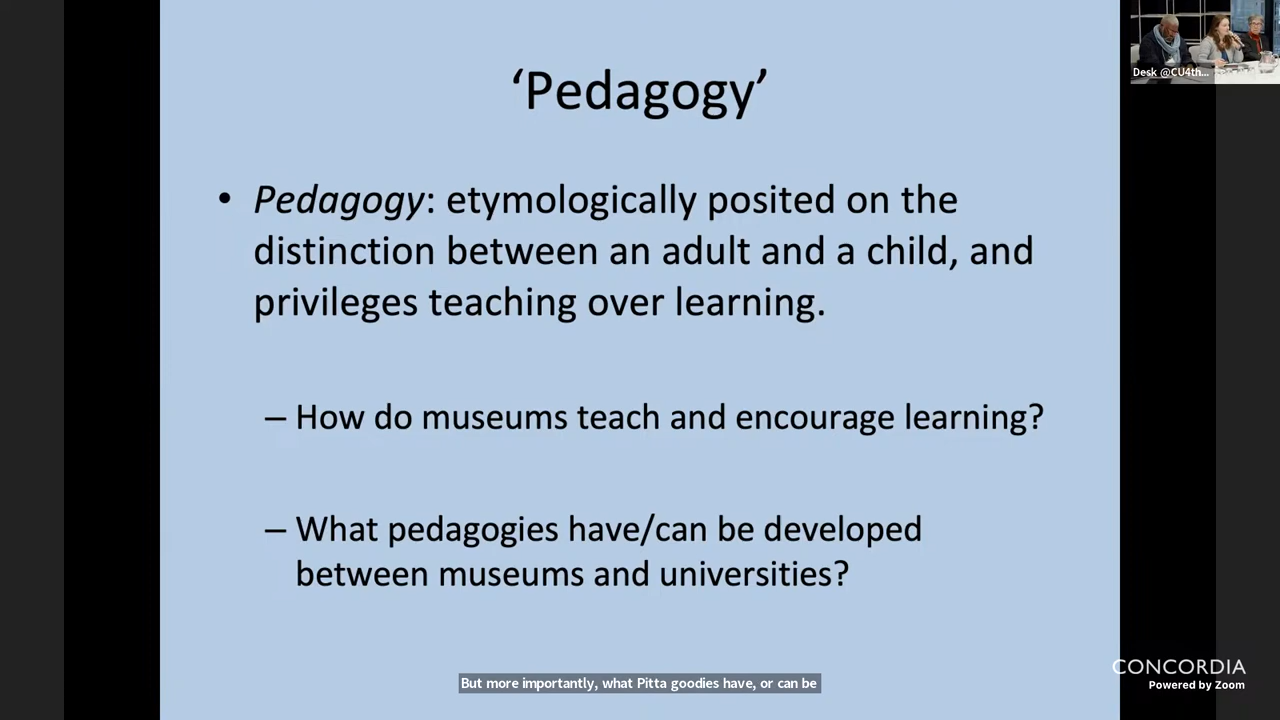 ‘Pedagogy’
• Pedagogy: etymologically posited on the
distinction between an adult and a child, and
privileges teaching over learning.
– How do museums teach and encourage learning?
– What pedagogies have/can be developed
between museums and universities?
Desk @CU4th...
But more importantly, what Pitta goodies have, or can be
CONCORDIA
Powered by Zoom